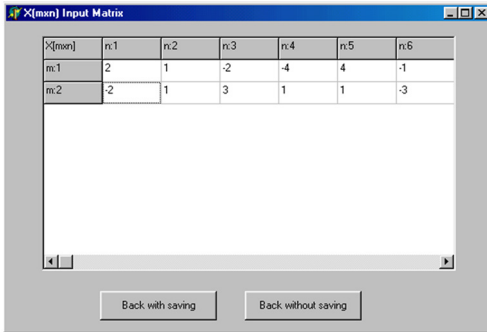 X[mxn] Input Matrix
X[mxn] n:1 n:2 n:3 n:4 n:5 n:6
m:1 2 1 -2 -4 4 -1
m:2 -2 1 3 1 1 -3
Back with saving Back without saving